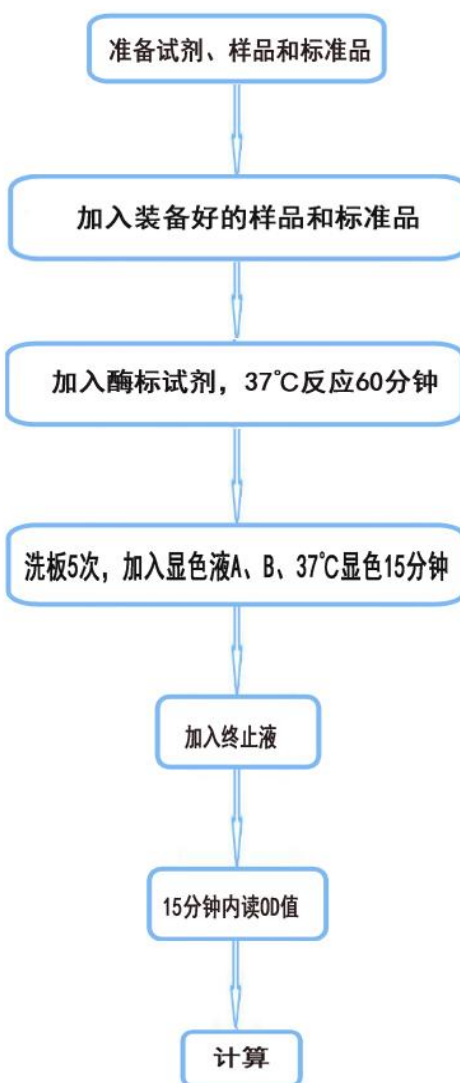 准备试剂、样品和标准品
加入装备好的样品和标准品
加入酶标试剂，37℃反应60分钟
洗板5次，加入显色液A、B、37℃显色15分钟
加入终止液
15分钟内读OD值
计算